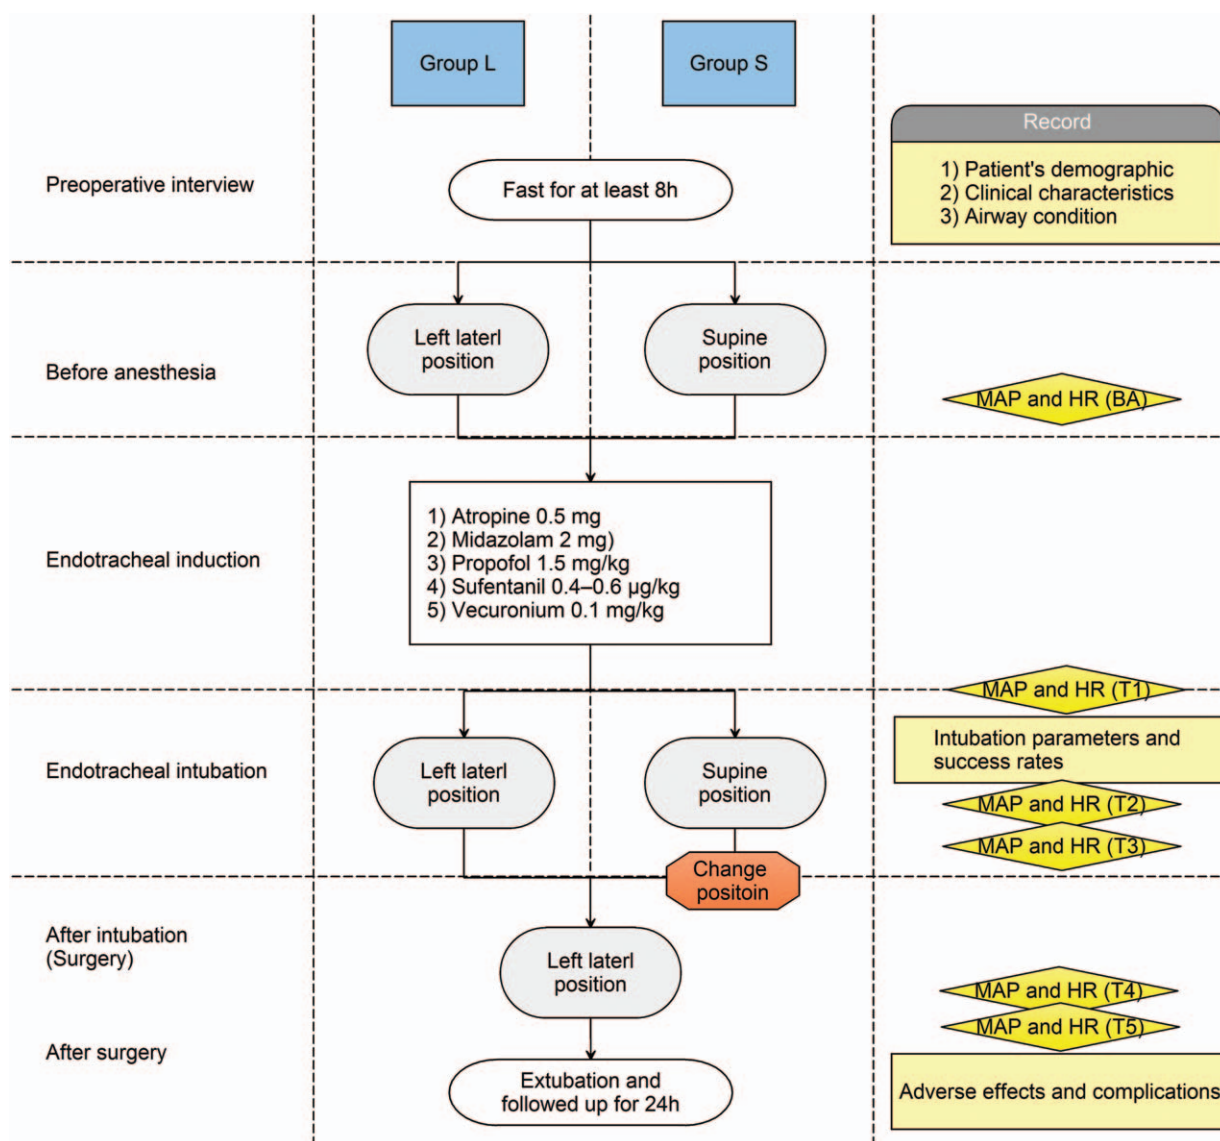 Group L
Group S
Record
Preoperative interview
Fast for at least 8h
1) Patient's demographic
2) Clinical characteristics
3) Airway condition
Before anesthesia
Left laterl
position
Supine
position
MAP and HR (BA)
Endotracheal induction
1) Atropine 0.5 mg
2) Midazolam 2 mg)
3) Propofol 1.5 mg/kg
4) Sufentanil 0.4–0.6 µg/kg
5) Vecuronium 0.1 mg/kg
MAP and HR (T1)
Endotracheal intubation
Left laterl
position
Supine
position
Intubation parameters and
success rates
MAP and HR (T2)
MAP and HR (T3)
Change
positoin
After intubation
(Surgery)
Left laterl
position
MAP and HR (T4)
MAP and HR (T5)
After surgery
Extubation and
followed up for 24h
Adverse effects and complications